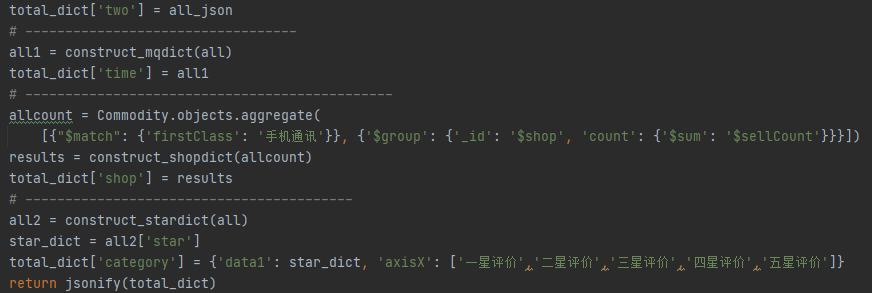 total_dict['two'] = all_json
# --------------------------------
all1 = construct_mqdict(all)
total_dict['time'] = all1
# -------------------------------------------
allcount = Commodity.objects.aggregate(
[{"$match": {'firstClass': '手机通讯'}}, {'$group': {'_id': '$shop', 'count': {'$sum': '$sellCount'}}}])
results = construct_shopdict(allcount)
total_dict['shop'] = results
# --------------------------------------
all2 = construct_stardict(all)
star_dict = all2['star']
total_dict['category'] = {'data1': star_dict, 'axisX': ['一星评价','二星评价','三星评价','四星评价','五星评价']}
return jsonify(total_dict)